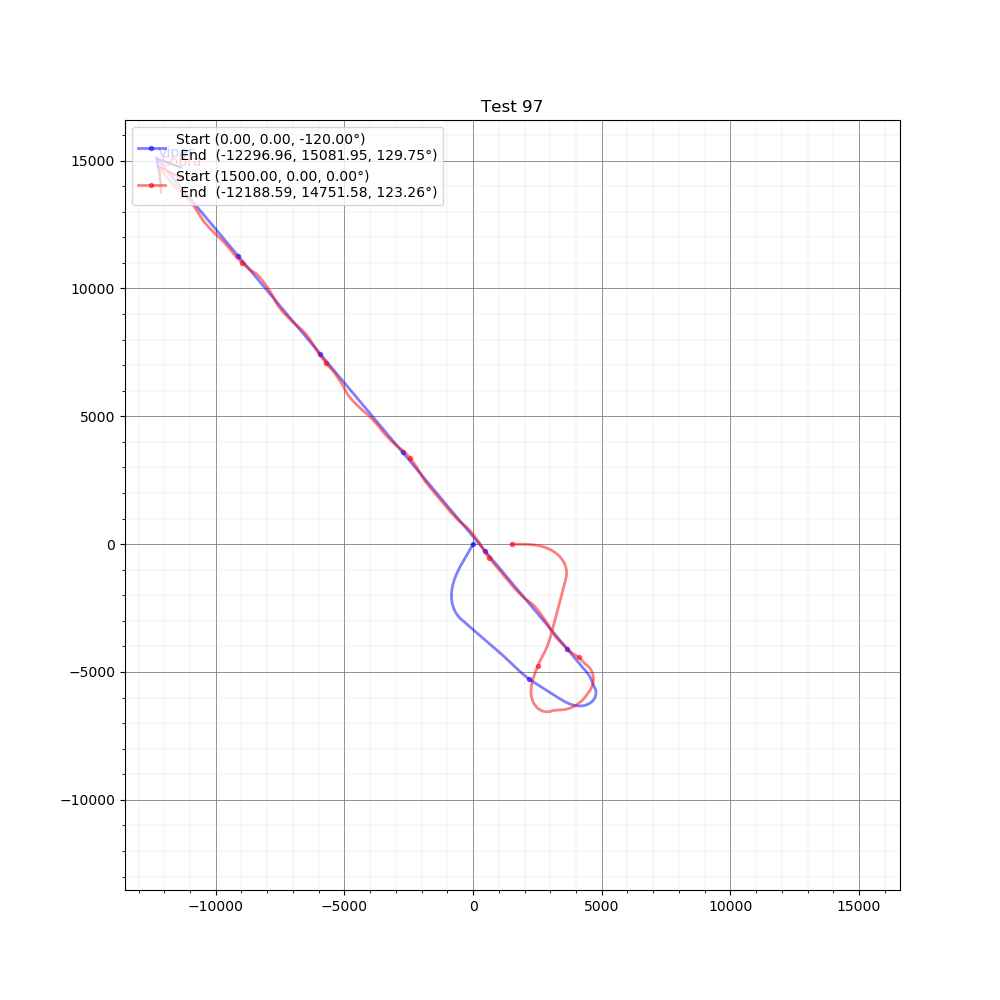 Test 97
Start (0.00, 0.00, -120.00°)
End (-12296.96, 15081.95, 129.75°)
Start (1500.00, 0.00, 0.00°)
End (-12188.59, 14751.58, 123.26°)
15000
10000
5000
0
−5000
−10000
−10000 −5000 0 5000 10000 15000